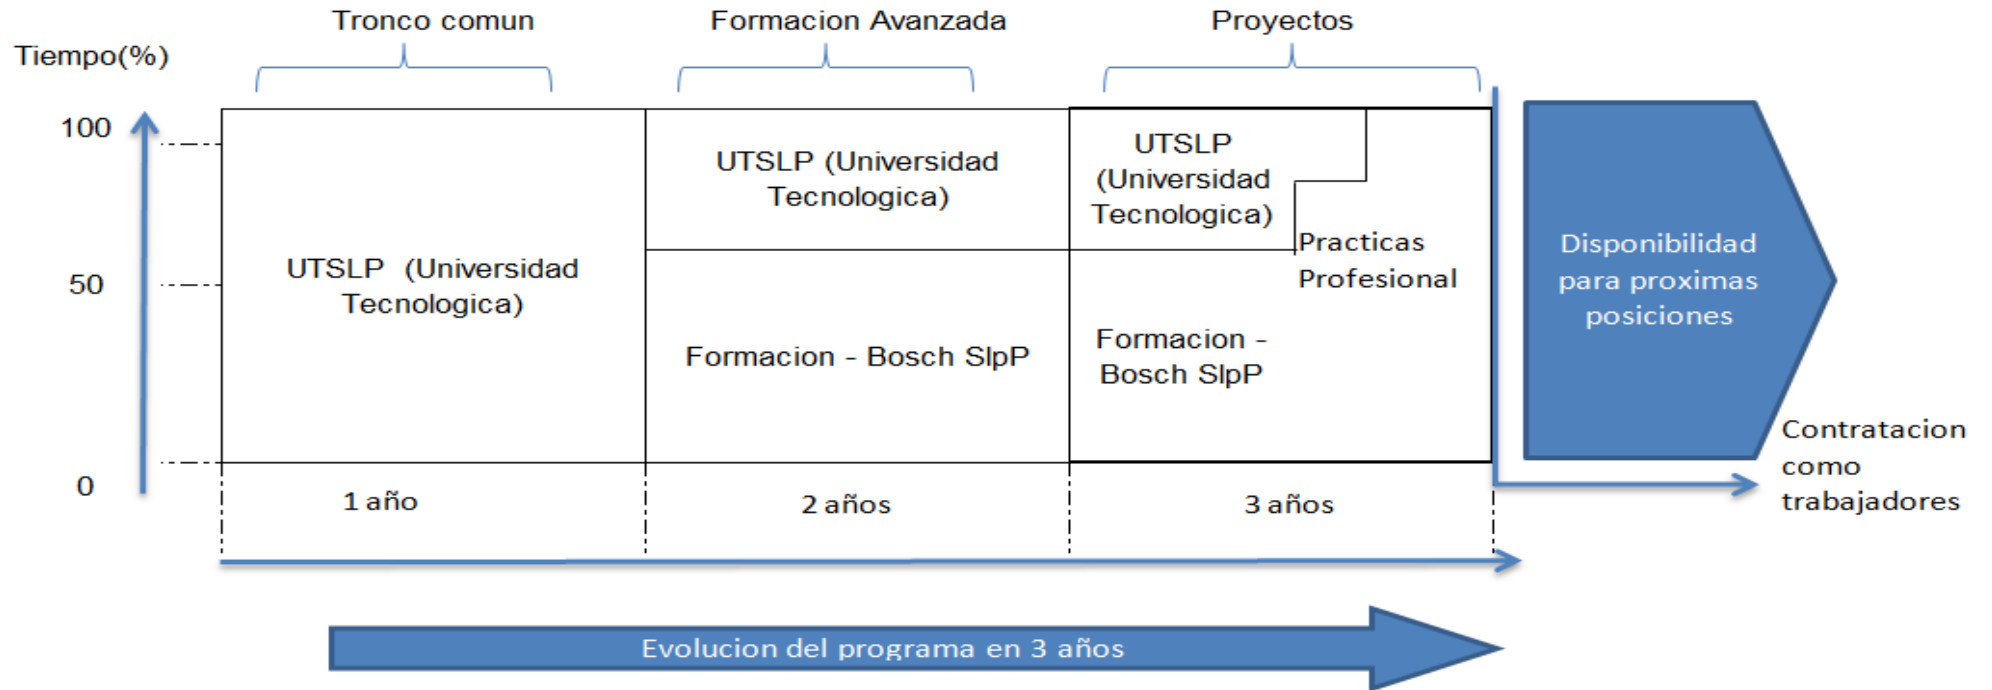 Tronco comun
Formacion Avanzada
Proyectos
Tiempo(%)
100
50
0
UTSLP (Universidad
Tecnologica)
UTSLP (Universidad
Tecnologica)
Formacion - Bosch SlpP
UTSLP
(Universidad
Tecnologica)
Practicas
Profesional
Formacion -
Bosch SlpP
Disponibilidad
para proximas
posiciones
Contratacion
como
trabajadores
1 año
2 años
3 años
Evolucion del programa en 3 años